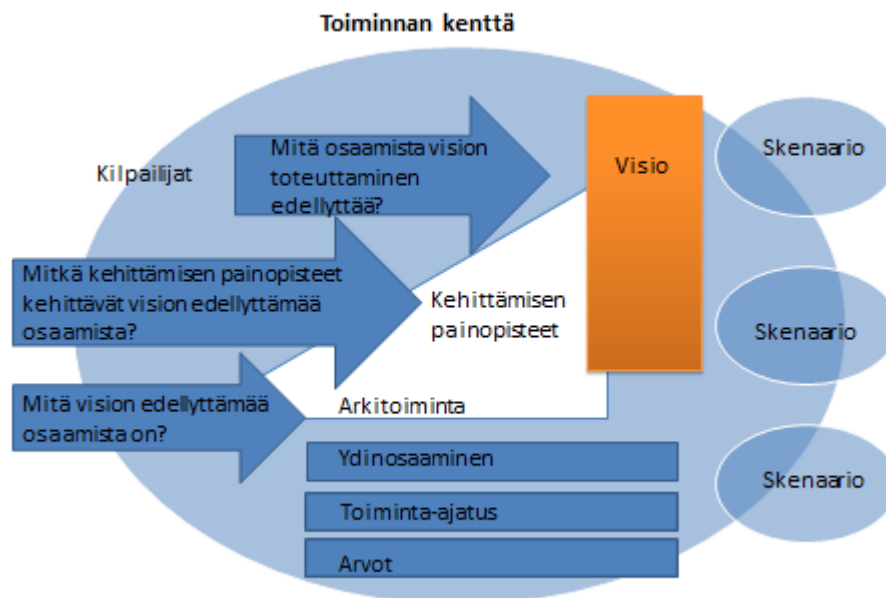 Toiminnan kenttä
Kilpailijat
Mitä osaamista vision
toteuttaminen
edellyttää?
Visio
Skenaario
Mitkä kehittämisen painopisteet
kehittävät vision edellyttämää
osaamista?
Kehittämisen
painopisteet
Skenaario
Mitä vision edellyttämää
osaamista on?
Arkitoiminta
Ydinosaaminen
Skenaario
Toiminta-ajatus
Arvot